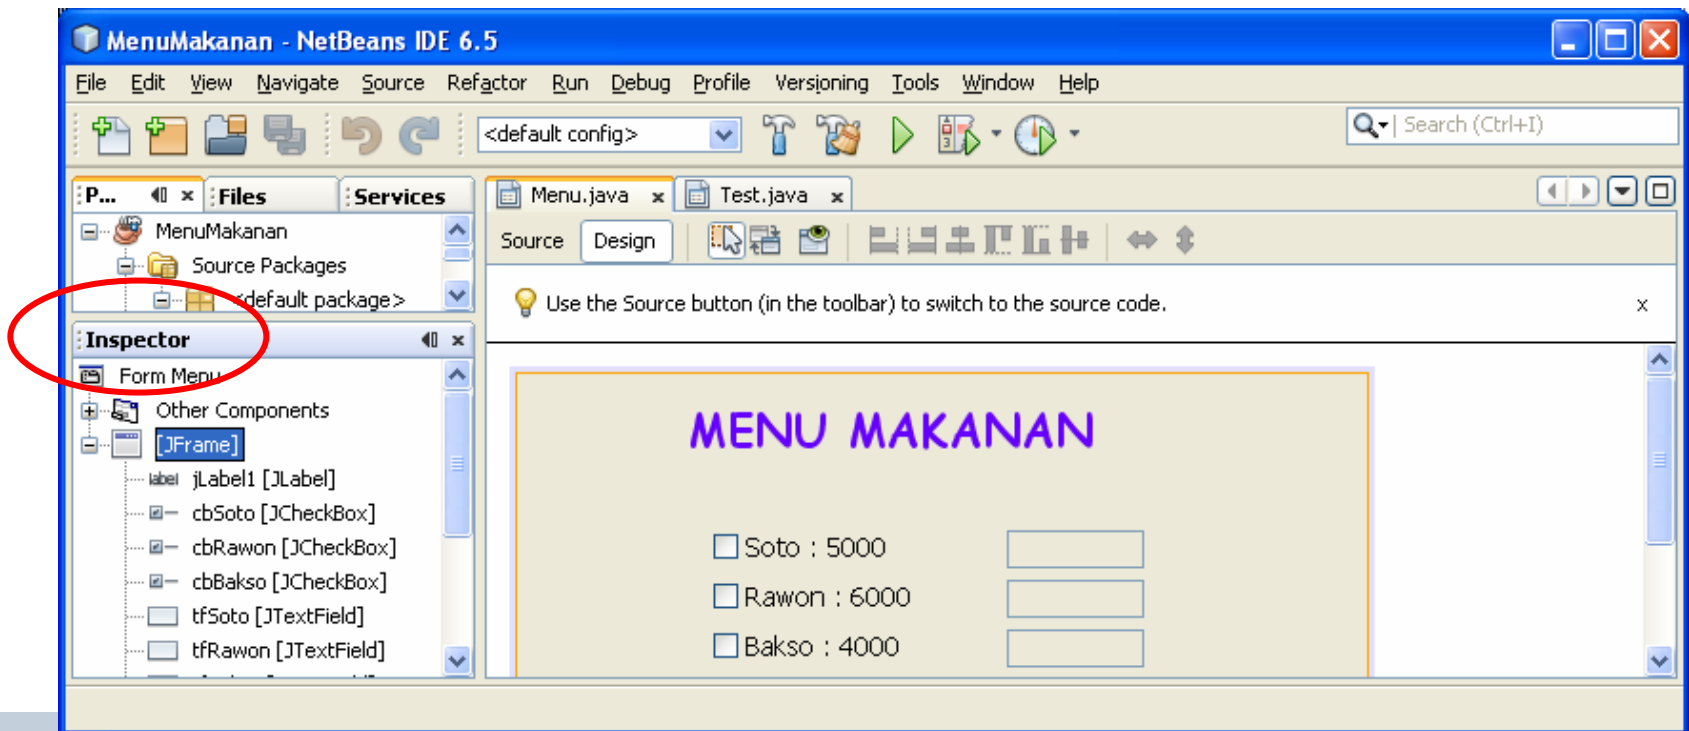 MenuMakanan - NetBeans IDE 6.5
File Edit View Navigate Source Refactor Run Debug Profile Versioning Tools Window Help
<default config> Search (Ctrl+I)
P... Files Services
MenuMakanan
Source Packages
<default package>
Inspector
Form Menu
Other Components
[JFrame]
label jLabel1 [JLabel]
cbSoto [JCheckBox]
cbRawon [JCheckBox]
cbBakso [JCheckBox]
tfSoto [JTextField]
tfRawon [JTextField]
Menu.java x Test.java x
Source Design
Use the Source button (in the toolbar) to switch to the source code. x
MENU MAKANAN
Soto : 5000
Rawon : 6000
Bakso : 4000